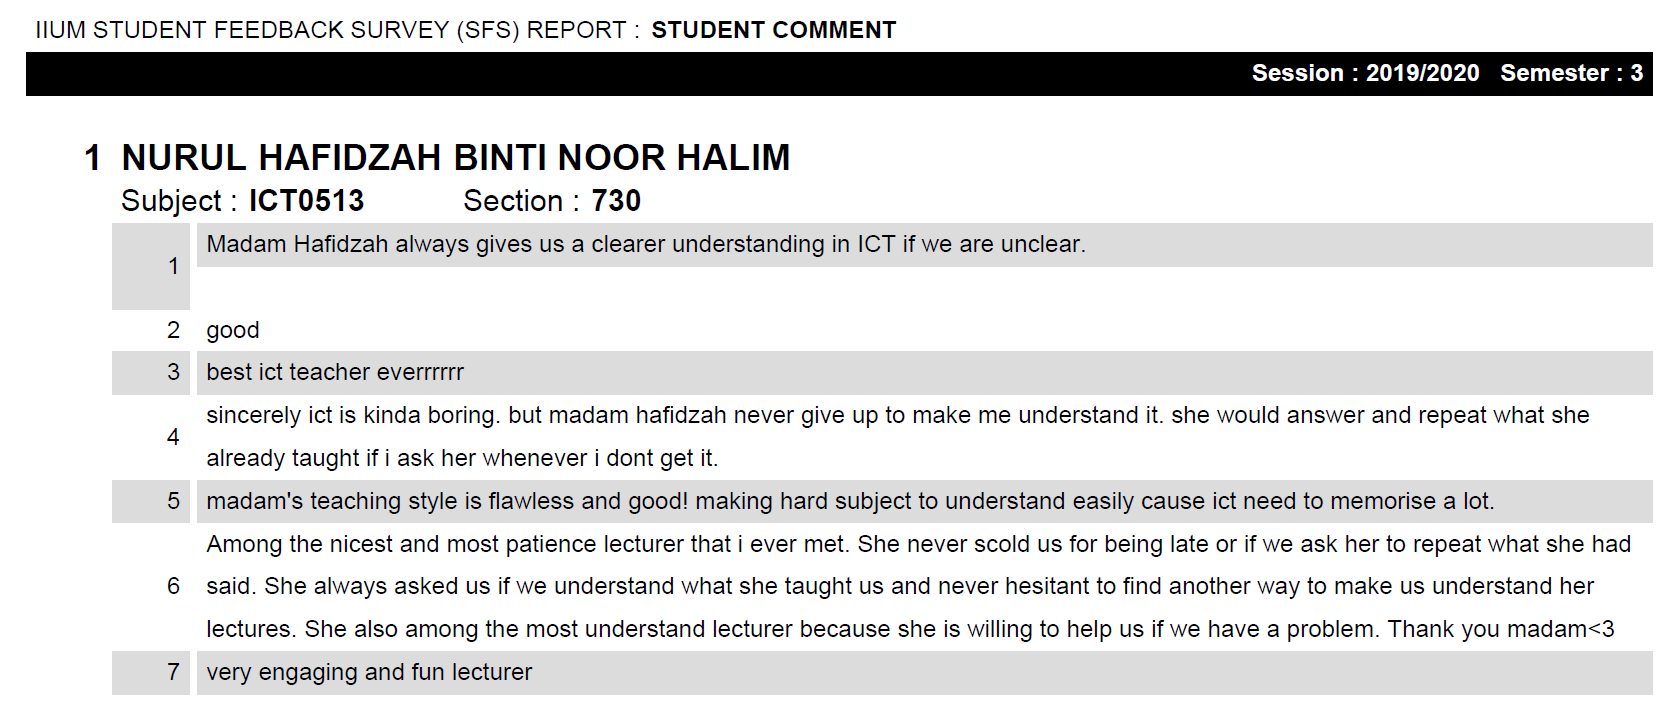 IIUM STUDENT FEEDBACK SURVEY (SFS) REPORT : STUDENT COMMENT
Session : 2019/2020 Semester : 3
1 NURUL HAFIDZAH BINTI NOOR HALIM
Subject : ICT0513 Section : 730
1 Madam Hafidzah always gives us a clearer understanding in ICT if we are unclear.
2 good
3 best ict teacher everrrrrr
4 sincerely ict is kinda boring. but madam hafidzah never give up to make me understand it. she would answer and repeat what she
already taught if i ask her whenever i dont get it.
5 madam's teaching style is flawless and good! making hard subject to understand easily cause ict need to memorise a lot.
Among the nicest and most patience lecturer that i ever met. She never scold us for being late or if we ask her to repeat what she had
6 said. She always asked us if we understand what she taught us and never hesitant to find another way to make us understand her
lectures. She also among the most understand lecturer because she is willing to help us if we have a problem. Thank you madam<3
7 very engaging and fun lecturer